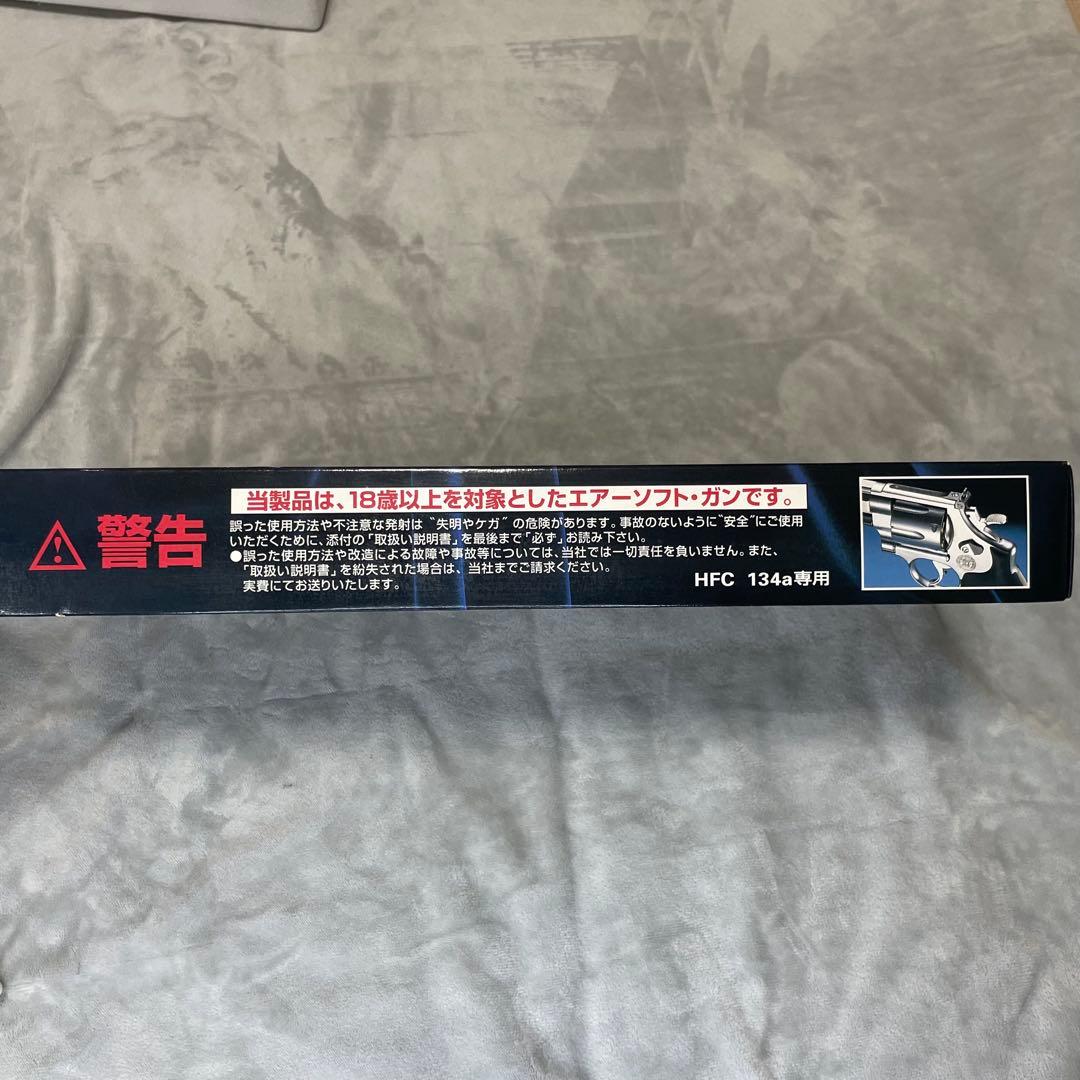 警告
当製品は、18歳以上を対象としたエアーソフト・ガンです。
誤った使用方法や不注意な発射は“失明やケガ”の危険があります。事故のないように“安全”にご使用
いただくために、添付の「取扱い説明書」を最後まで「必ず」お読み下さい。
●誤った使用方法や改造による故障や事故等については、当社では一切責任を負いません。また、
「取扱い説明書」を紛失された場合は、当社までご請求ください。
実費にてお送りいたします。
HFC 134a専用